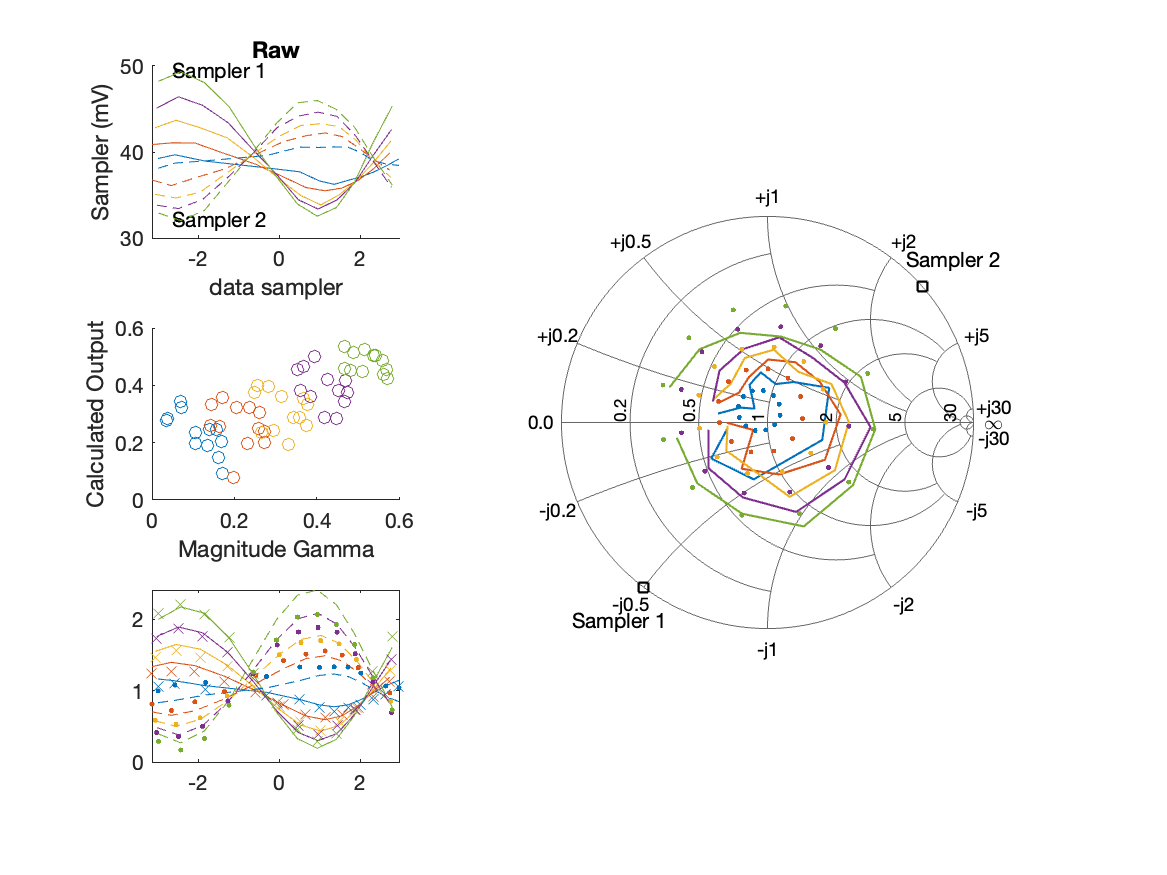 Raw
50
40
30
Sampler (mV)
Sampler 1
Sampler 2
-2 0 2
data sampler
0.6
0.4
0.2
0
Calculated Output
0 0.2 0.4 0.6
Magnitude Gamma
2
1
0
-2 0 2
+j1
+j0.5 +j2
Sampler 2
+j0.2 +j5
0.0 0.2 0.5 1 2 5 30 +j30
∞
-j30
-j0.2 -j5
-j0.5 -j2
Sampler 1
-j1